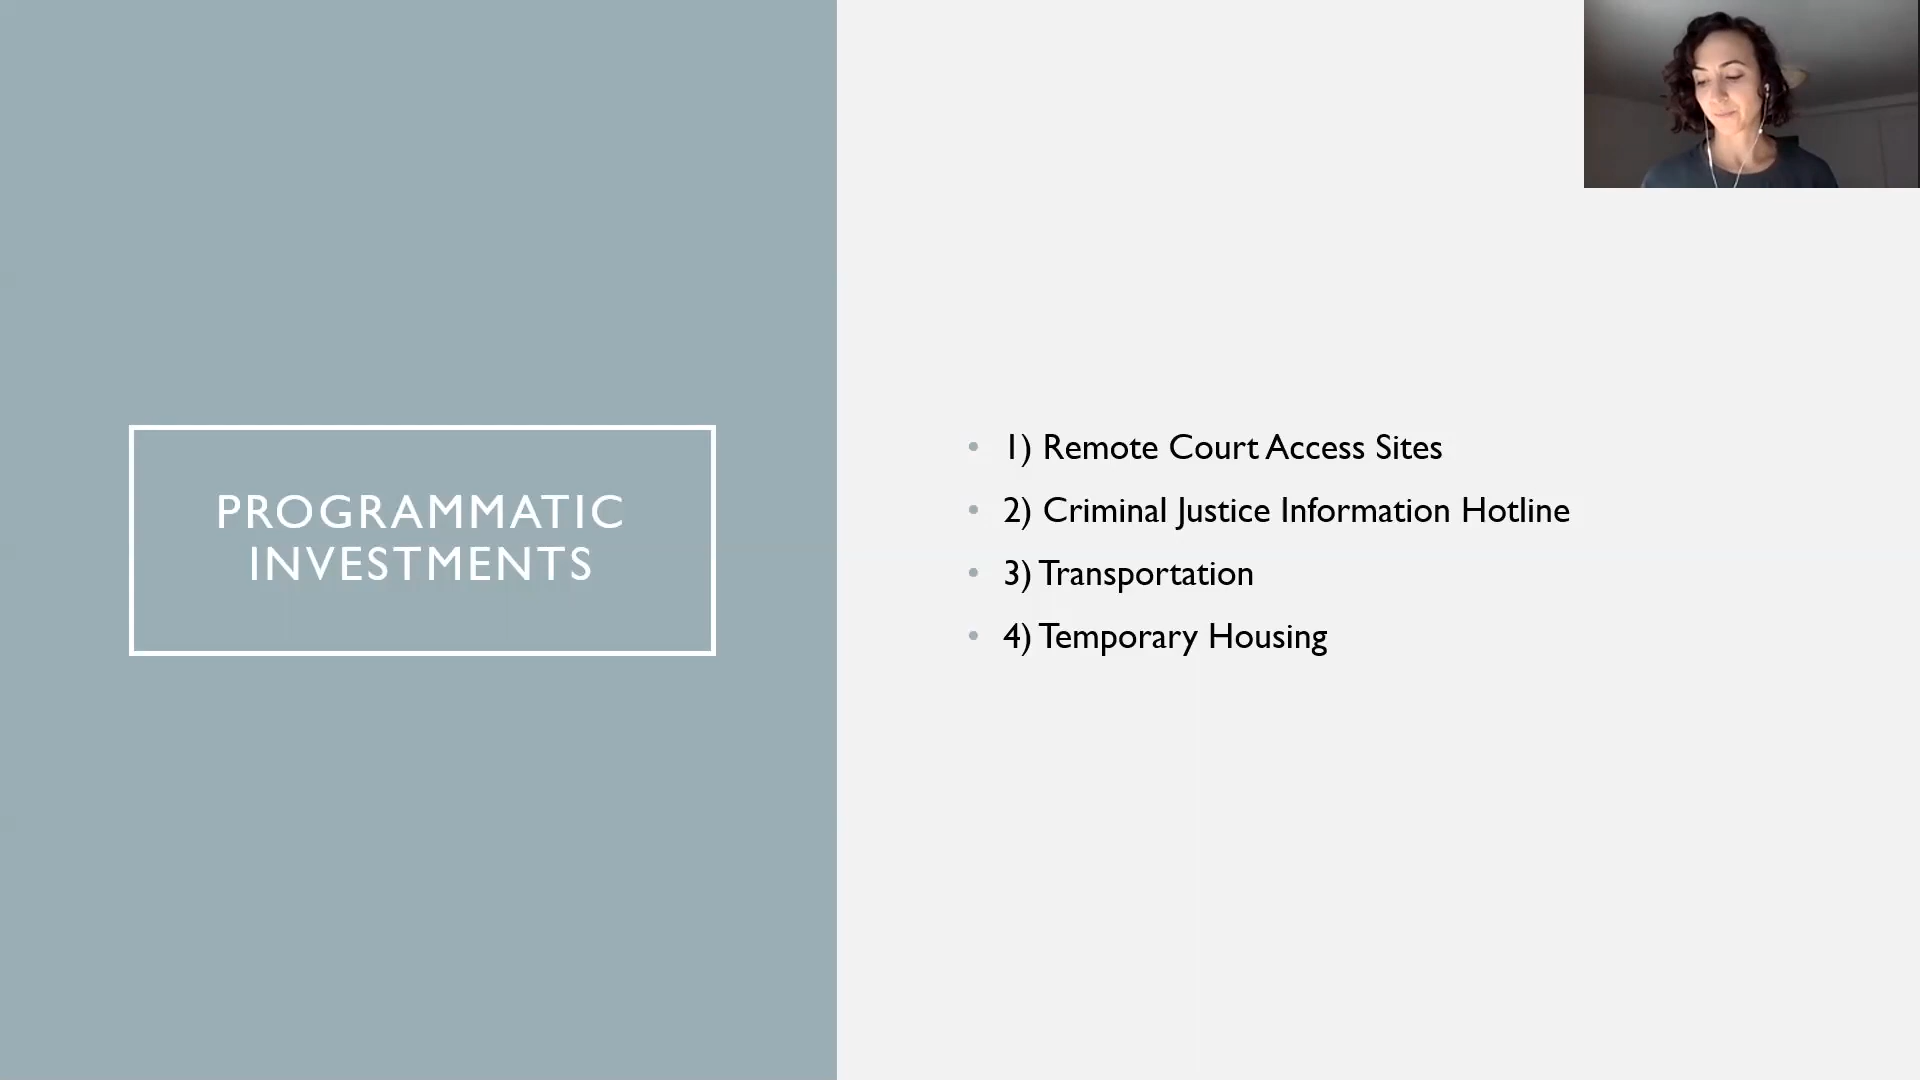 PROGRAMMATIC
INVESTMENTS
• 1) Remote Court Access Sites
• 2) Criminal Justice Information Hotline
• 3) Transportation
• 4) Temporary Housing